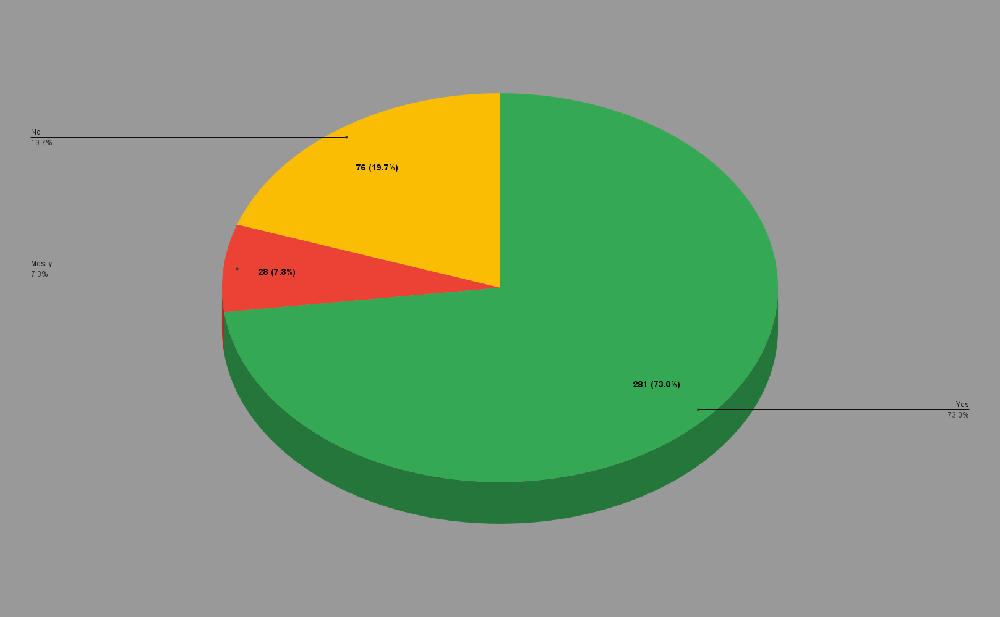 No
19.7%
76 (19.7%)
Mostly
7.3%
28 (7.3%)
281 (73.0%)
Yes
73.0%